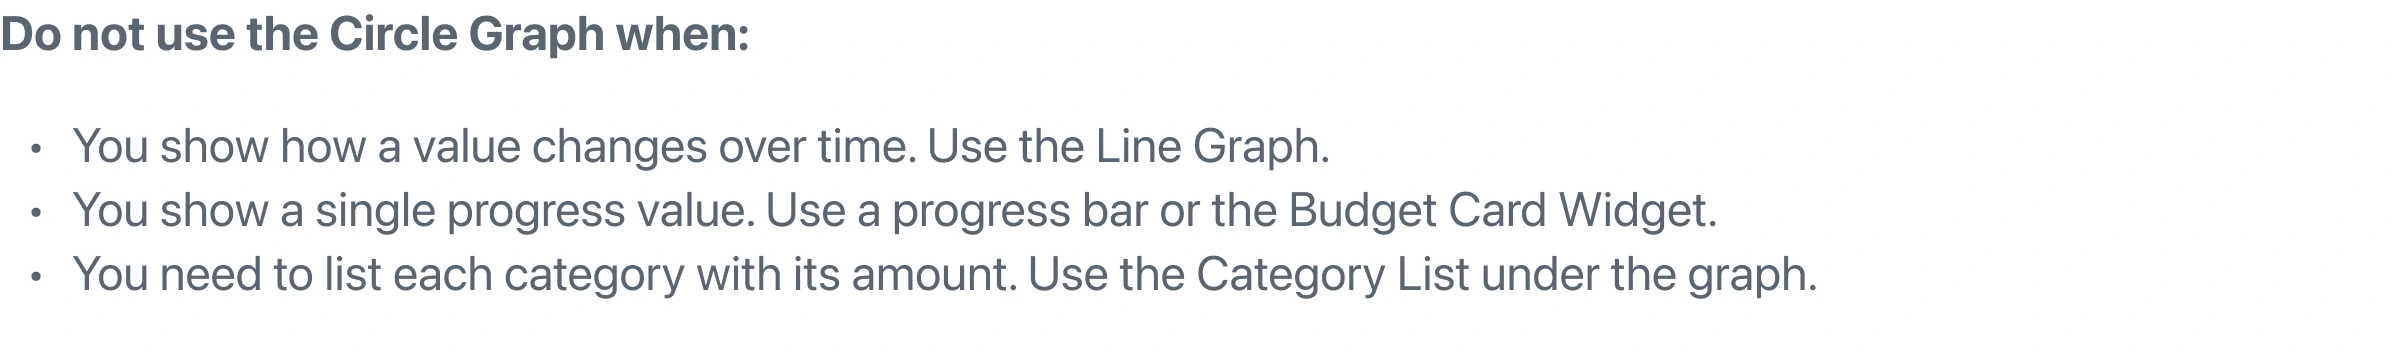 Do not use the Circle Graph when:
• You show how a value changes over time. Use the Line Graph.
• You show a single progress value. Use a progress bar or the Budget Card Widget.
• You need to list each category with its amount. Use the Category List under the graph.